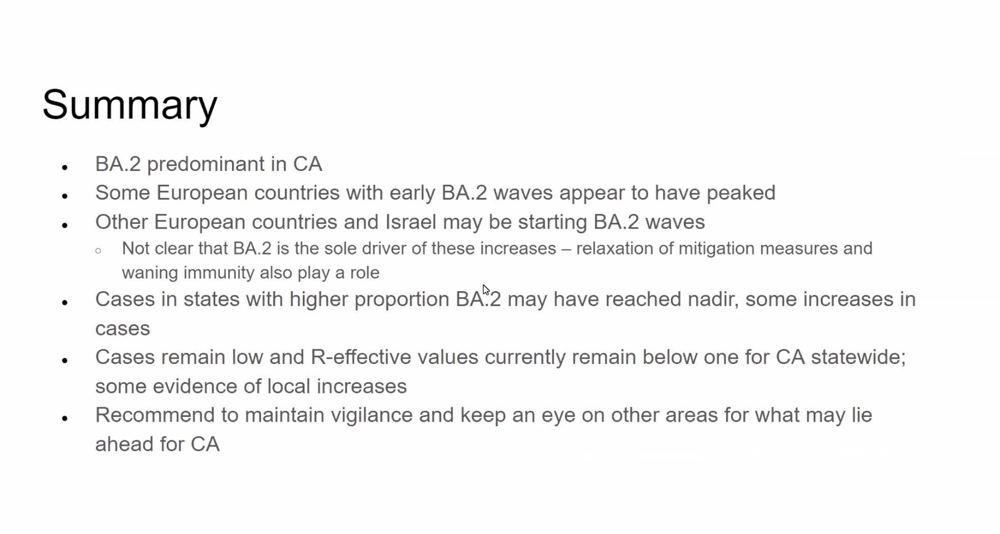 Summary
BA.2 predominant in CA
Some European countries with early BA.2 waves appear to have peaked
Other European countries and Israel may be starting BA.2 waves
Not clear that BA.2 is the sole driver of these increases – relaxation of mitigation measures and
waning immunity also play a role
Cases in states with higher proportion BA.2 may have reached nadir, some increases in
cases
Cases remain low and R-effective values currently remain below one for CA statewide;
some evidence of local increases
Recommend to maintain vigilance and keep an eye on other areas for what may lie
ahead for CA